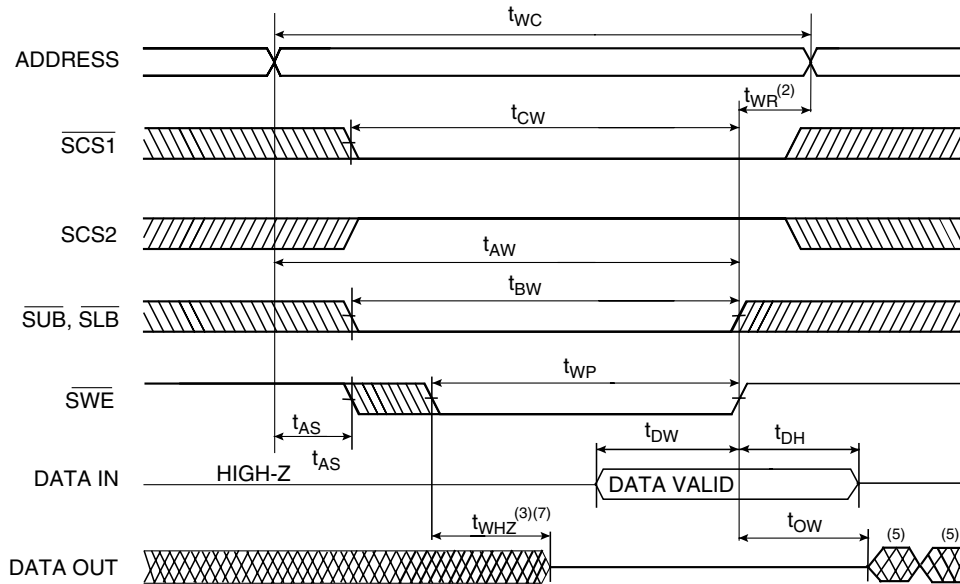 tWC
ADDRESS
tWR(2)
tCW
SCS1
SCS2
tAW
tBW
SUB, SLB
tWP
SWE
tAS
tDW
tDH
tAS
HIGH-Z
DATA IN
DATA VALID
tWHZ(3)(7)
tOW
(5)
(5)
DATA OUT